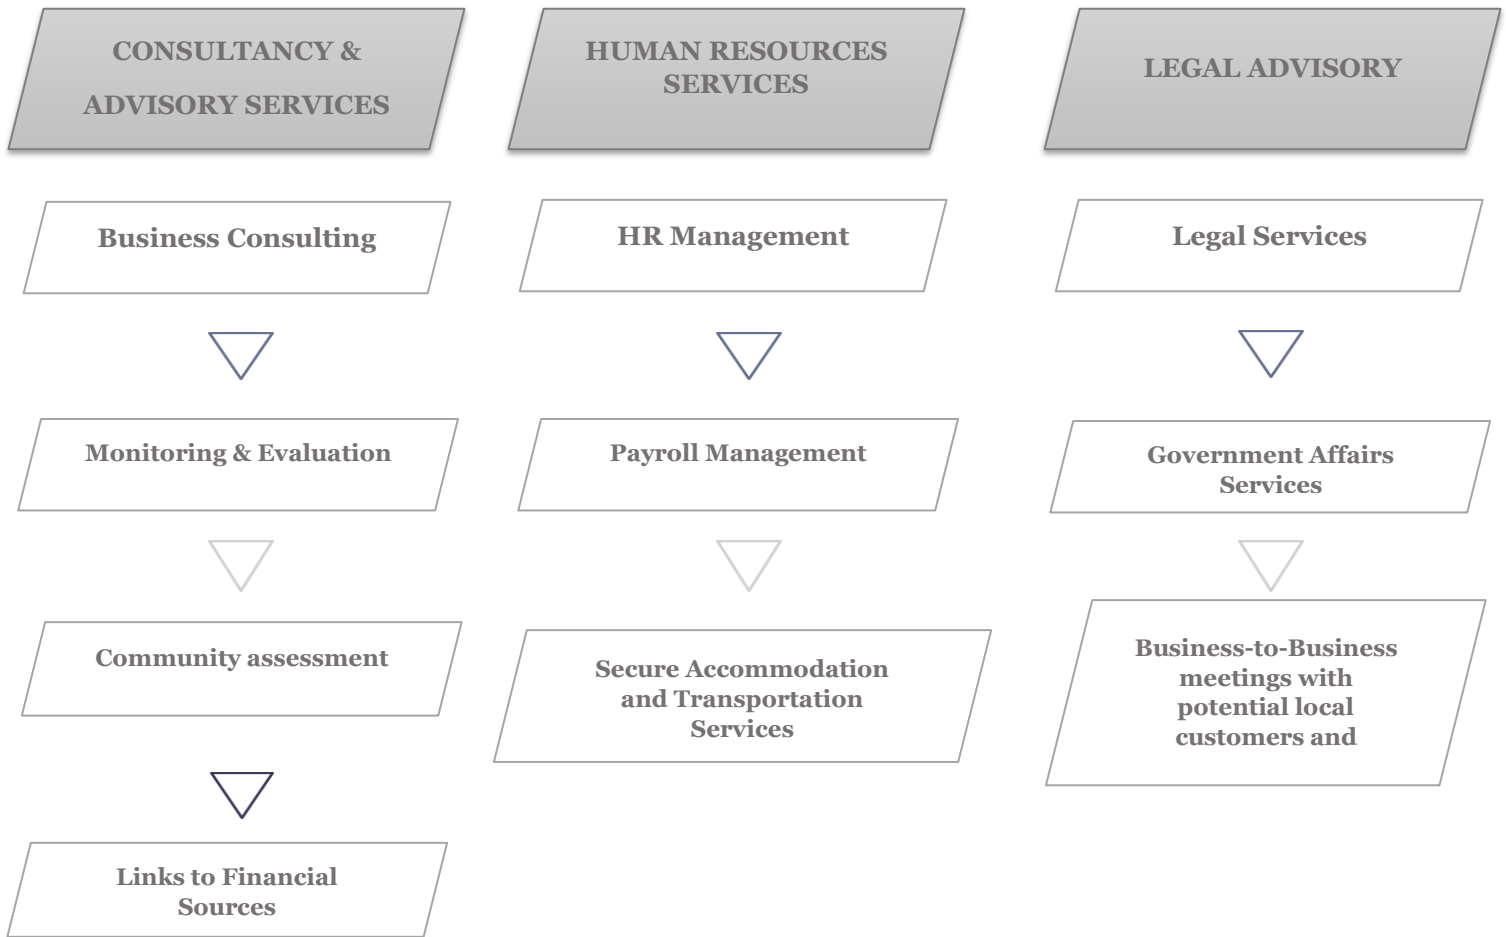 CONSULTANCY &
ADVISORY SERVICES
Business Consulting
Monitoring & Evaluation
Community assessment
Links to Financial
Sources
HUMAN RESOURCES
SERVICES
HR Management
Payroll Management
Secure Accommodation
and Transportation
Services
LEGAL ADVISORY
Legal Services
Government Affairs
Services
Business-to-Business
meetings with
potential local
customers and